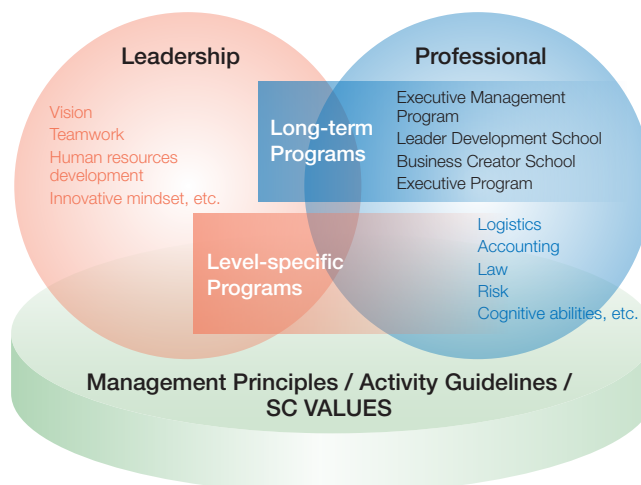 Leadership
Professional
Vision
Teamwork
Human resources
development
Innovative mindset, etc.
Long-term
Programs
Executive Management
Program
Leader Development School
Business Creator School
Executive Program
Level-specific
Programs
Logistics
Accounting
Law
Risk
Cognitive abilities, etc.
Management Principles / Activity Guidelines /
SC VALUES